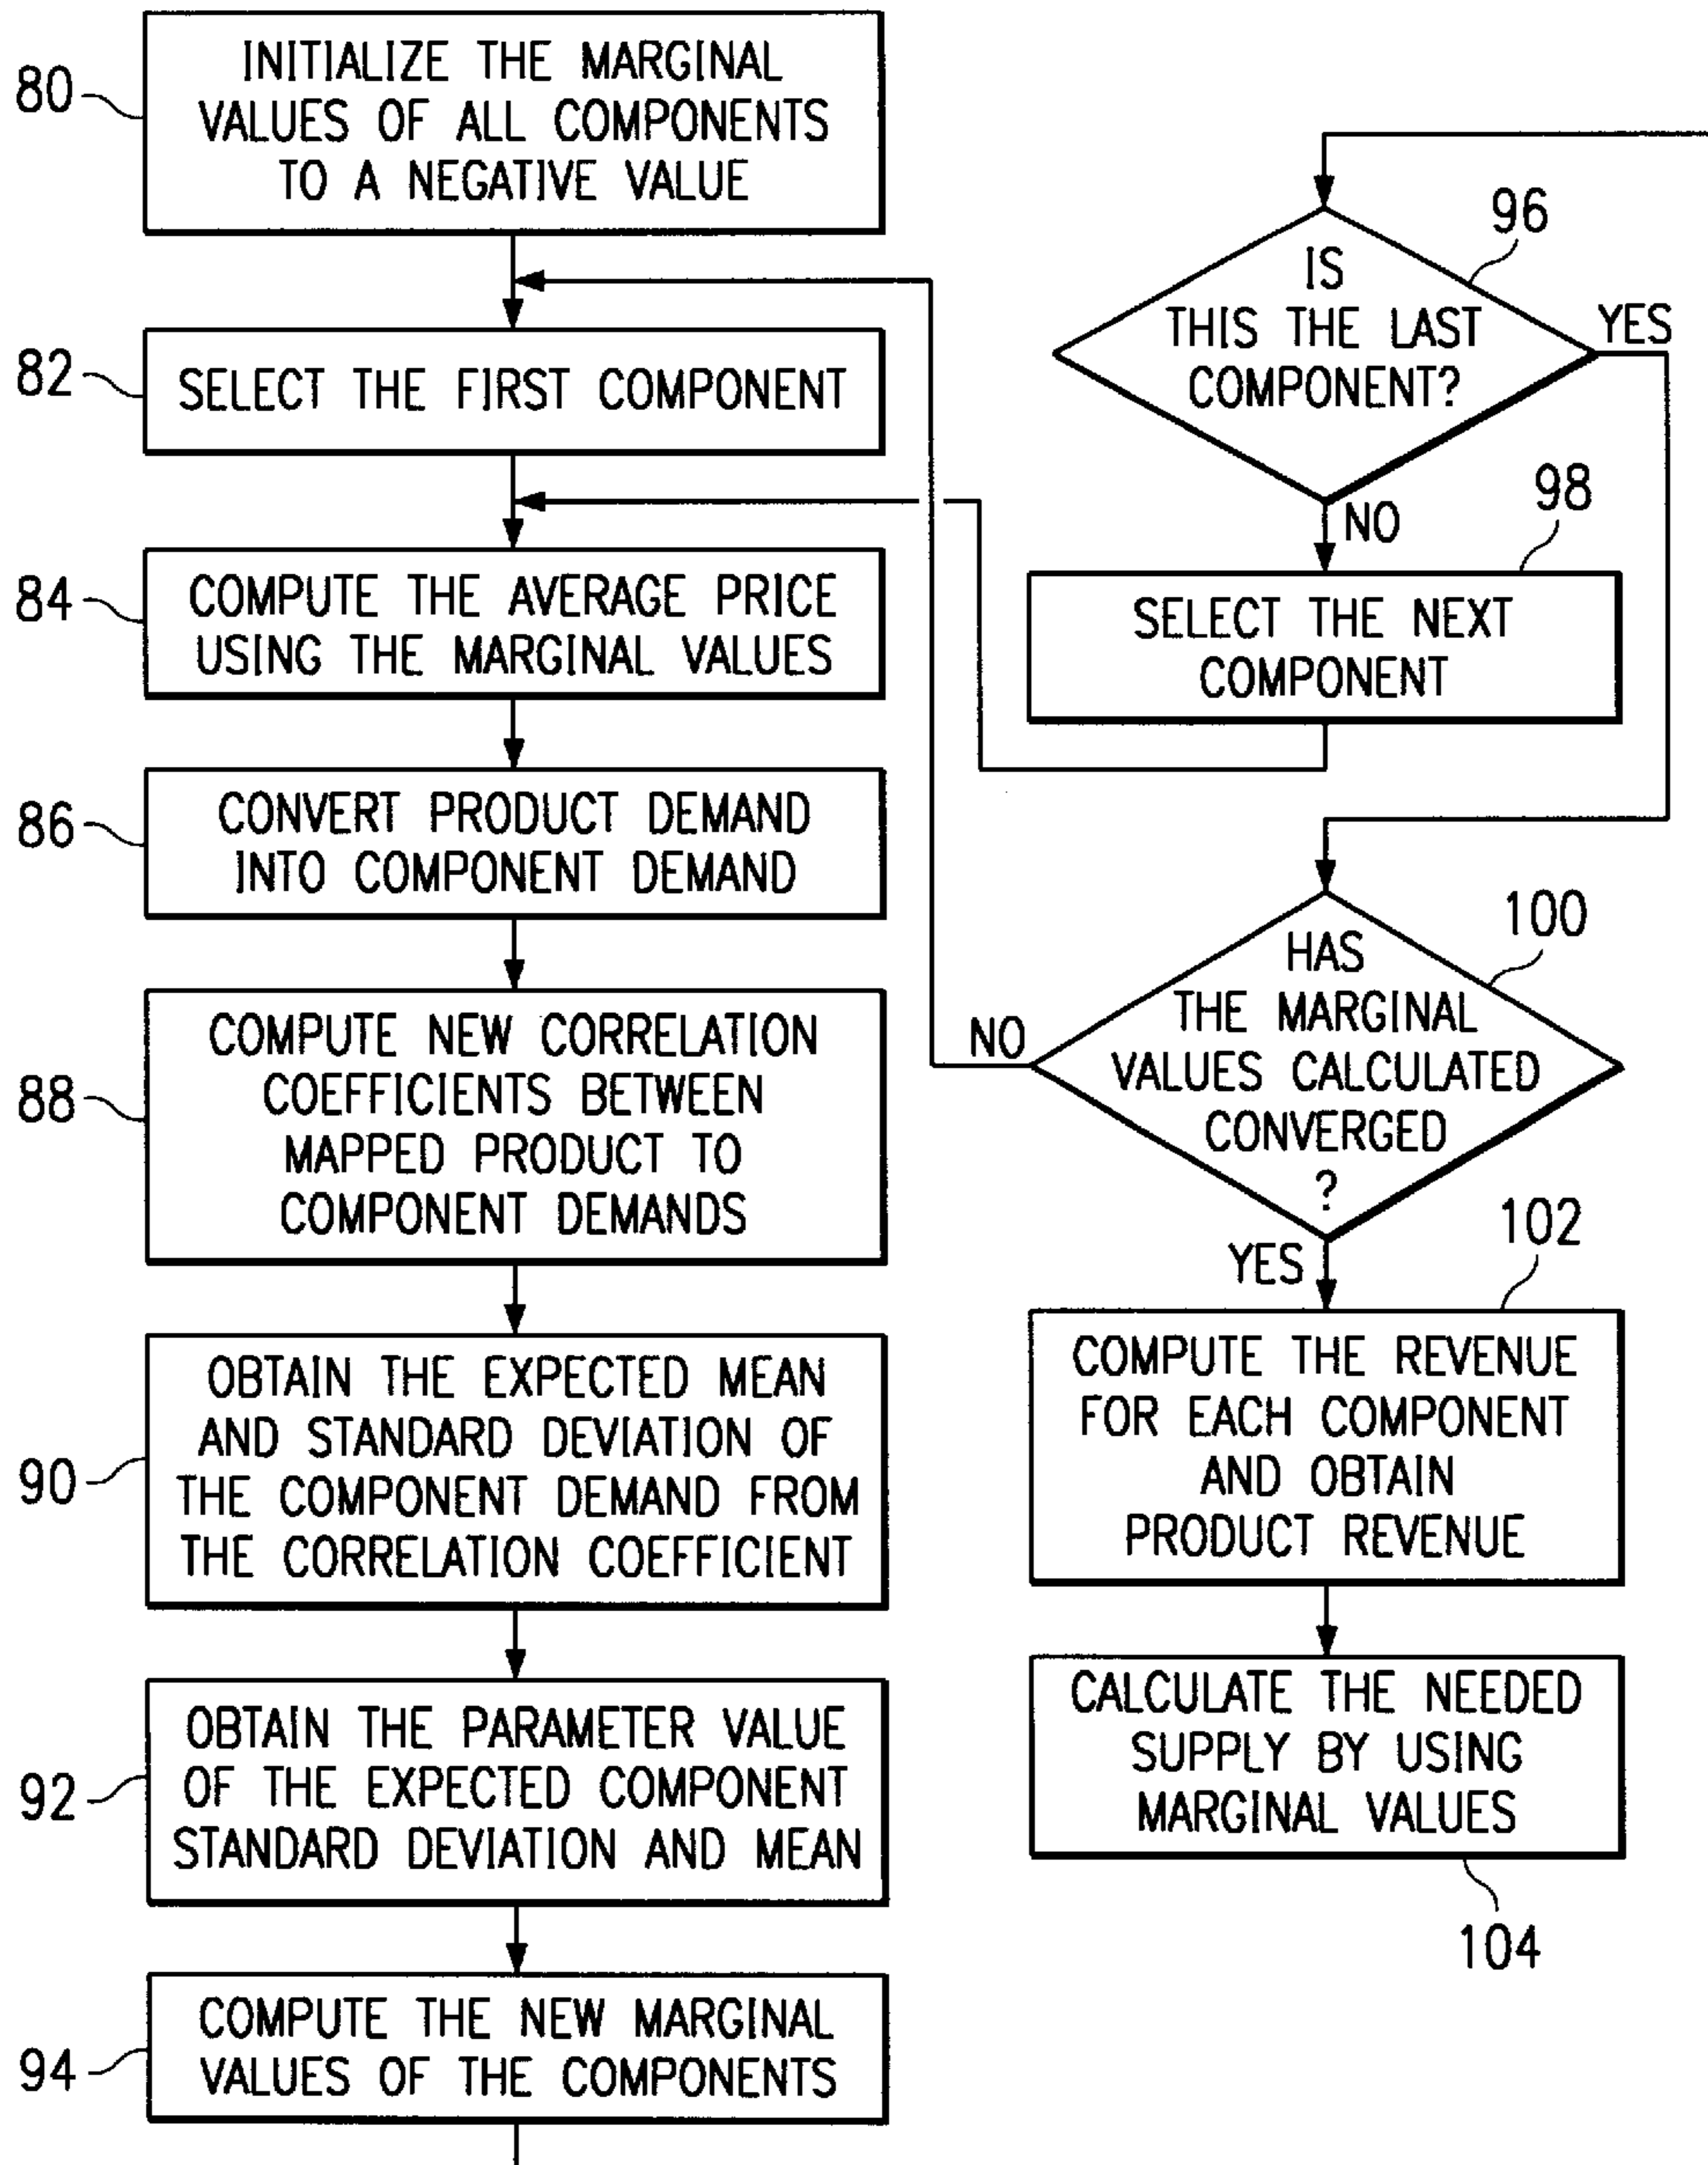 80
INITIALIZE THE MARGINAL
VALUES OF ALL COMPONENTS
TO A NEGATIVE VALUE
82
SELECT THE FIRST COMPONENT
84
COMPUTE THE AVERAGE PRICE
USING THE MARGINAL VALUES
86
CONVERT PRODUCT DEMAND
INTO COMPONENT DEMAND
88
COMPUTE NEW CORRELATION
COEFFICIENTS BETWEEN
MAPPED PRODUCT TO
COMPONENT DEMANDS
90
OBTAIN THE EXPECTED MEAN
AND STANDARD DEVIATION OF
THE COMPONENT DEMAND FROM
THE CORRELATION COEFFICIENT
92
OBTAIN THE PARAMETER VALUE
OF THE EXPECTED COMPONENT
STANDARD DEVIATION AND MEAN
94
COMPUTE THE NEW MARGINAL
VALUES OF THE COMPONENTS
96
IS
THIS THE LAST
COMPONENT?
YES
NO
98
SELECT THE NEXT
COMPONENT
100
HAS
THE MARGINAL
VALUES CALCULATED
CONVERGED
?
NO
YES
102
COMPUTE THE REVENUE
FOR EACH COMPONENT
AND OBTAIN
PRODUCT REVENUE
CALCULATE THE NEEDED
SUPPLY BY USING
MARGINAL VALUES
104